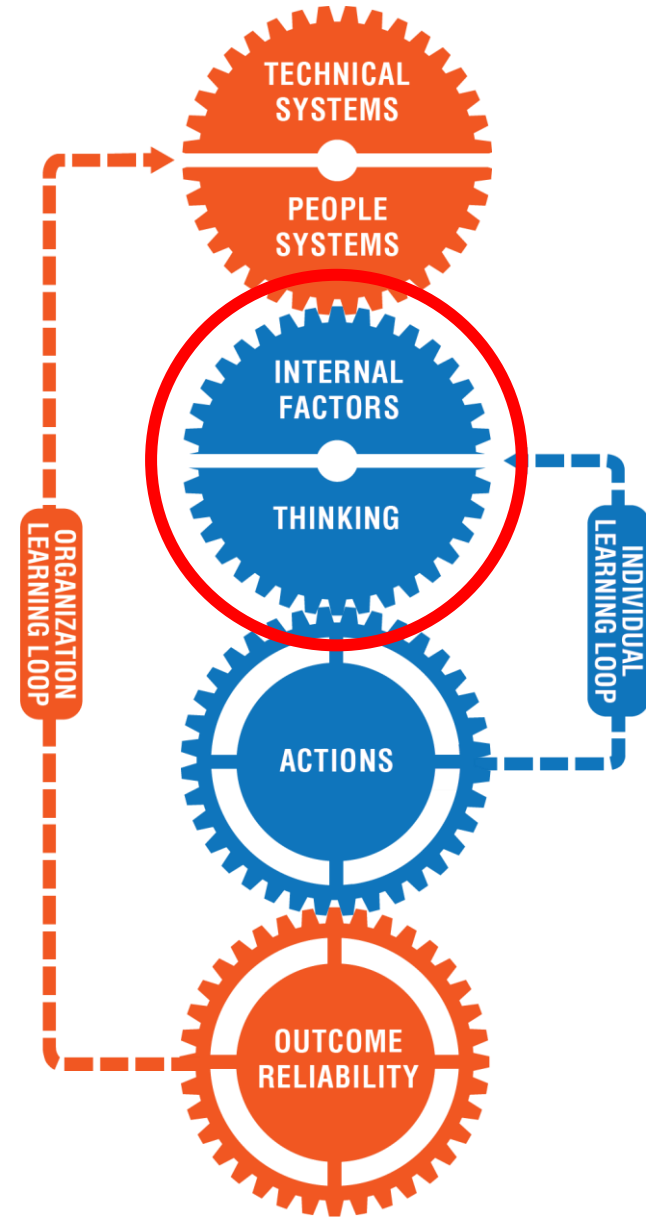 TECHNICAL
SYSTEMS
PEOPLE
SYSTEMS
INTERNAL
FACTORS
THINKING
ORGANIZATION
LEARNING LOOP
INDIVIDUAL
LEARNING LOOP
ACTIONS
OUTCOME
RELIABILITY